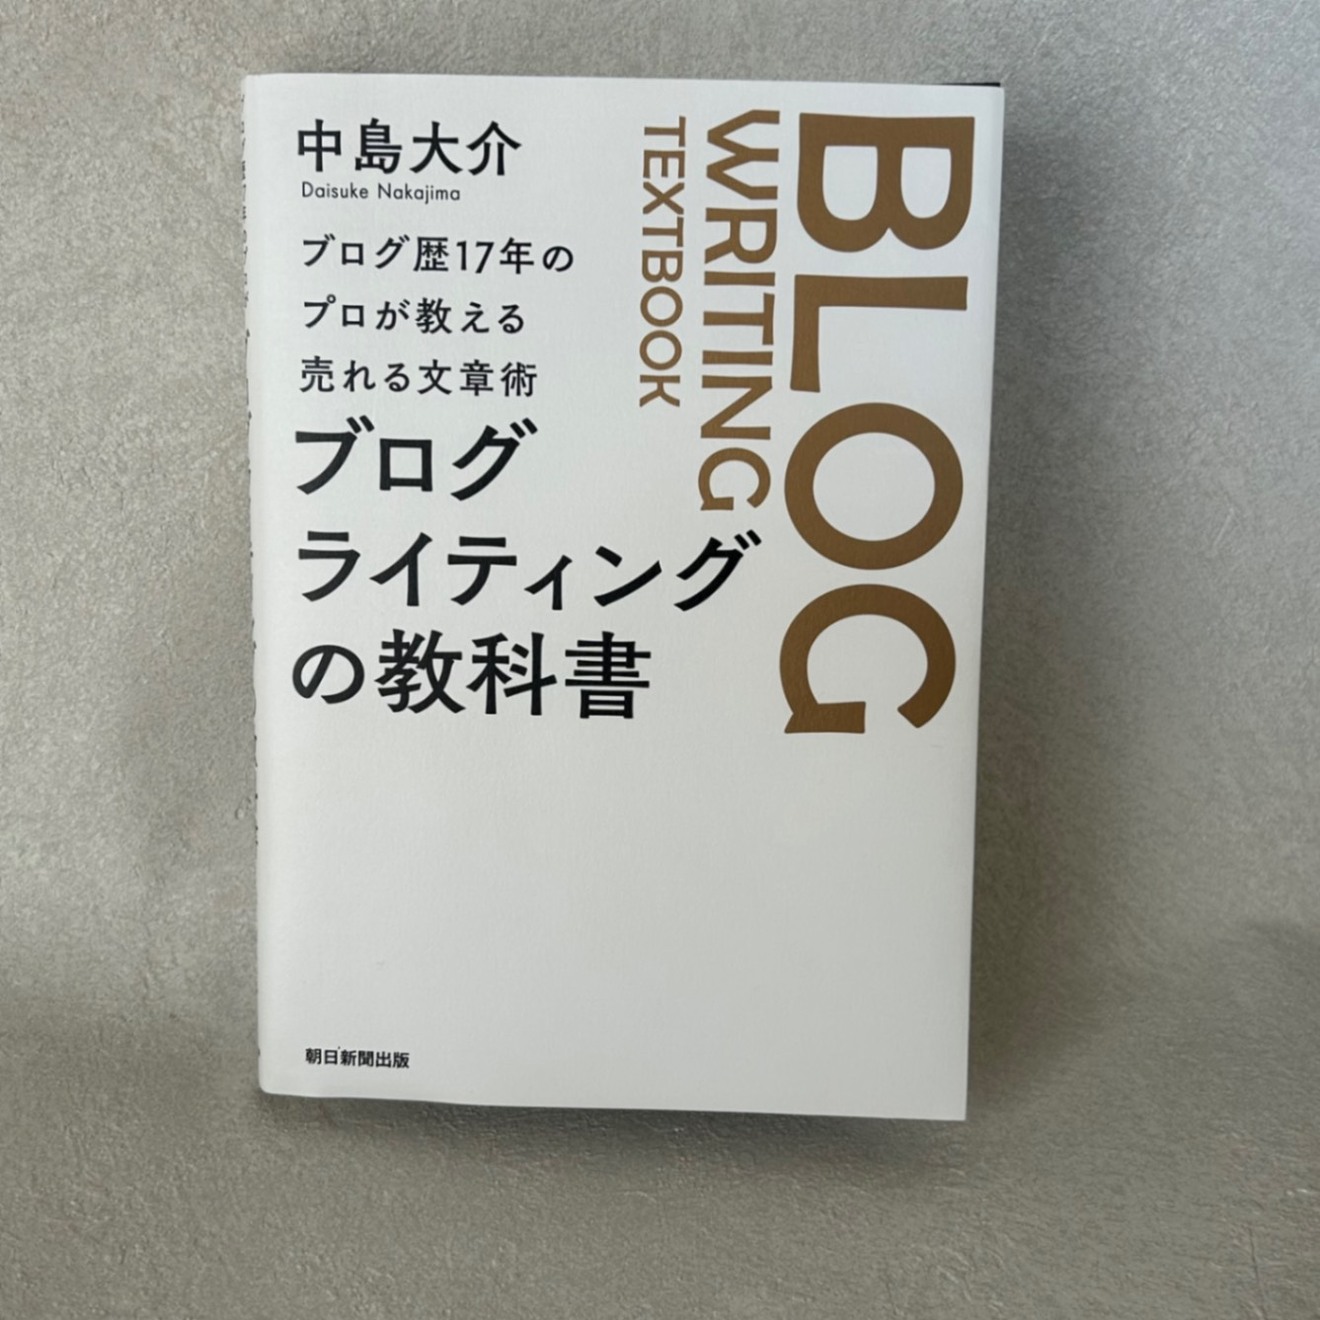 中島大介
Daisuke Nakajima
ブログ歴17年の
プロが教える
売れる文章術
ブログ
ライティング
の教科書
BLOG
WRITING
TEXTBOOK
朝日新聞出版